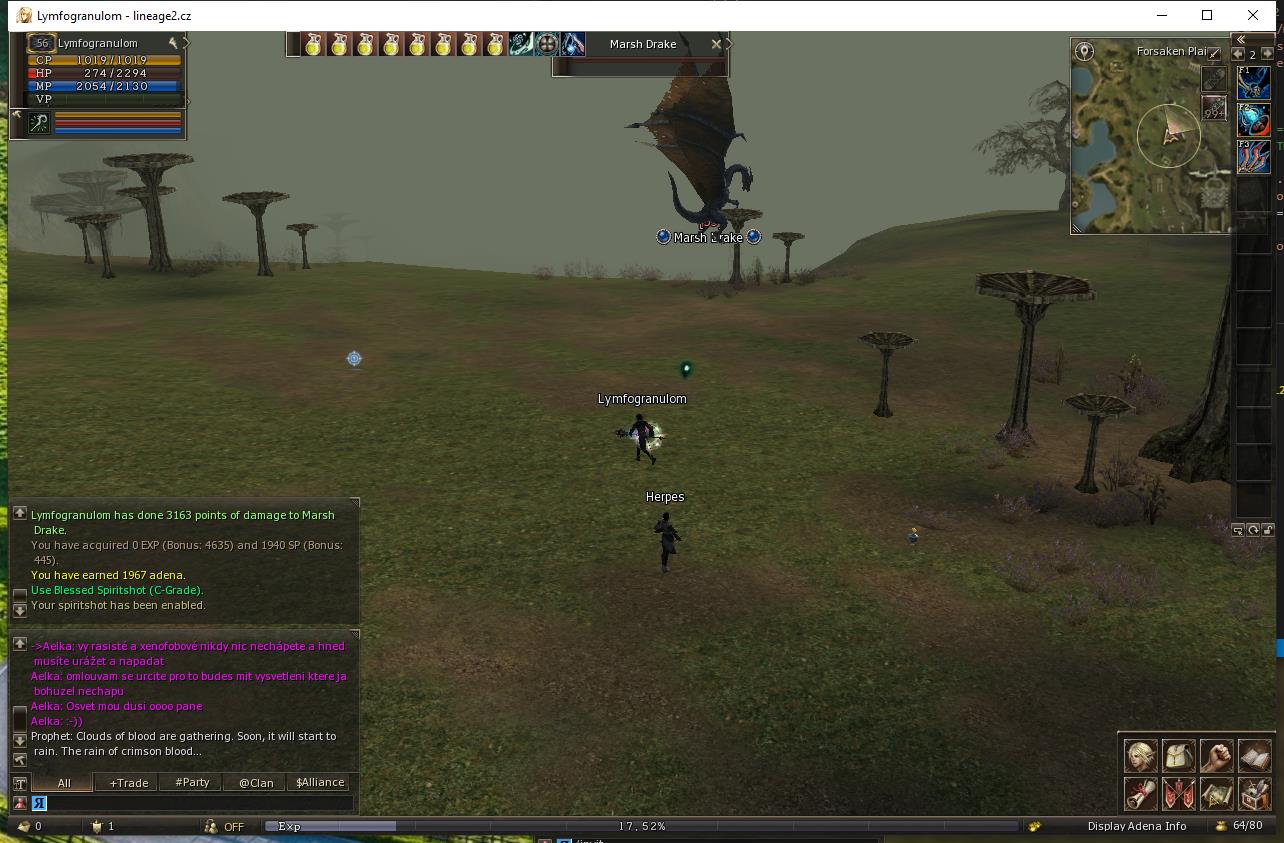 Lymfogranulom - lineage2.cz
56 Lymfogranulom
CP 1019/1019
HP 274/2294
MP 2054/2130
VP
Marsh Drake
Forsaken Plai
2
99+
F1
F2
F3
Marsh Drake
Lymfogranulom
Herpes
Lymfogranulom has done 3163 points of damage to Marsh
Drake.
You have acquired 0 EXP (Bonus: 4635) and 1940 SP (Bonus:
445).
You have earned 1967 adena.
Use Blessed Spiritshot (C-Grade).
Your spiritshot has been enabled.
->Aelka: vy rasisté a xenofobové nikdy nic nechápete a hned
musíte urážet a napadat
Aelka: omlouvam se urcite pro to budes mit vysvetleni ktere ja
bohuzel nechapu
Aelka: Osvet mou dusi oooo pane
Aelka: :-))
Prophet: Clouds of blood are gathering. Soon, it will start to
rain. The rain of crimson blood...
All +Trade #Party @Clan $Alliance
Я
0 1 OFF Exp 17,52% Display Adena Info 64/80